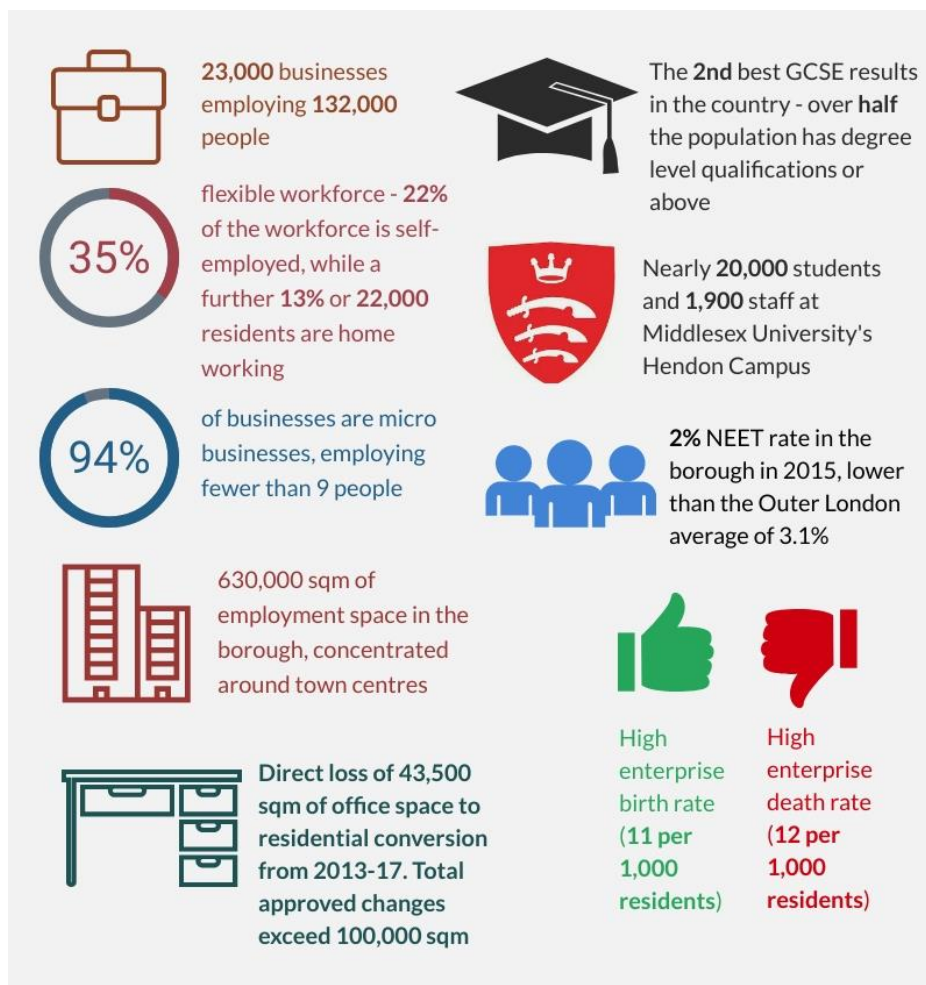 23,000 businesses
employing 132,000
people
35%
flexible workforce - 22%
of the workforce is self-
employed, while a
further 13% or 22,000
residents are home
working
94%
of businesses are micro
businesses, employing
fewer than 9 people
630,000 sqm of
employment space in the
borough, concentrated
around town centres
Direct loss of 43,500
sqm of office space to
residential conversion
from 2013-17. Total
approved changes
exceed 100,000 sqm
The 2nd best GCSE results
in the country - over half
the population has degree
level qualifications or
above
Nearly 20,000 students
and 1,900 staff at
Middlesex University's
Hendon Campus
2% NEET rate in the
borough in 2015, lower
than the Outer London
average of 3.1%
High
enterprise
birth rate
(11 per
1,000
residents)
High
enterprise
death rate
(12 per
1,000
residents)